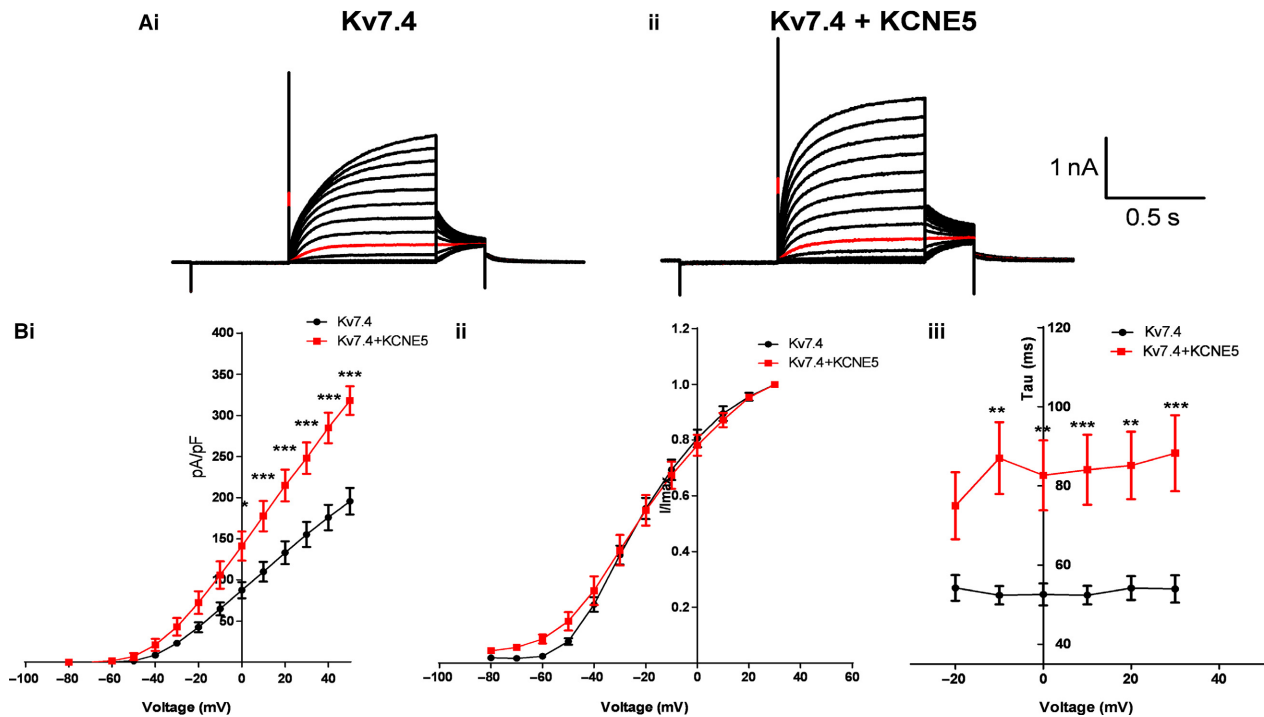 Ai
Kv7.4
ii
Kv7.4 + KCNE5
1 nA
0.5 s
Bi
Kv7.4
Kv7.4+KCNE5
pA/pF
400
350
300
250
200
150
100
50
*
***
***
***
***
***
−100
−80
−60
−40
−20
0
20
40
Voltage (mV)
ii
Kv7.4
Kv7.4+KCNE5
I/Imax
1.2
1.0
0.8
0.6
0.4
0.2
−100
−80
−60
−40
−20
0
20
40
60
Voltage (mV)
iii
Kv7.4
Kv7.4+KCNE5
Tau (ms)
120
100
80
60
40
**
**
***
**
***
−20
0
20
40
Voltage (mV)